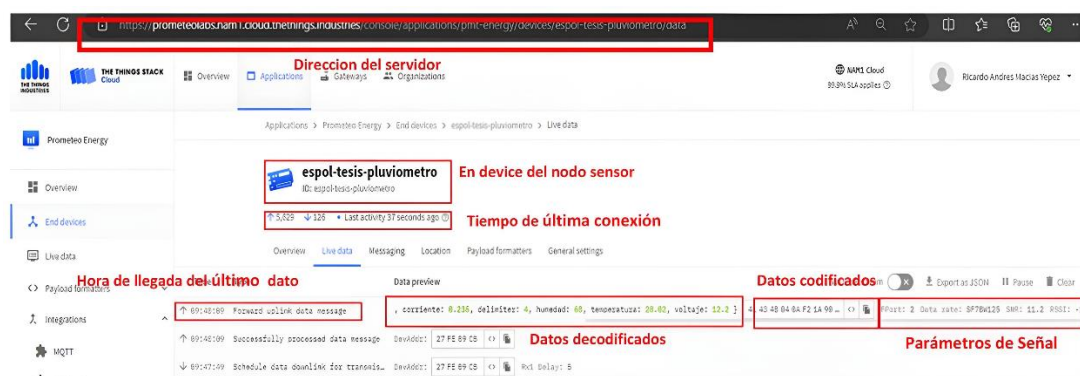 https://prometeolabs.nam1.cloud.thethings.industries/console/applications/pmt-energy/devices/espol-tesis-pluviometro/data
Direccion del servidor
THE THINGS INDUSTRIES
THE THINGS STACK
Cloud
Overview
Applications
Gateways
Organizations
NAM1 Cloud
99.9% SLA applies
Ricardo Andres Macias Yepez
Applications > Prometeo Energy > End devices > espol-tesis-pluviometro > Live data
Prometeo Energy
espol-tesis-pluviometro
ID: espol-tesis-pluviometro
En device del nodo sensor
Overview
↑ 5,829 ↓ 126 • Last activity 37 seconds ago
Tiempo de última conexión
End devices
Overview Live data Messaging Location Payload formatters General settings
Live data
Hora de llegada del último dato
Data preview
Datos codificados
Export as JSON
Pause
Clear
Payload formatters
↑ 09:48:09 Forward uplink data message
, corriente: 0.236, delimiter: 4, humedad: 68, temperatura: 28.02, voltaje: 12.2 }
43 48 04 0A F2 1A 90 …
FPort: 2 Data rate: SF7BW125 SNR: 11.2 RSSI: -
Integrations
Datos decodificados
Parámetros de Señal
↑ 09:48:09 Successfully processed data message DevAddr: 27 FE 89 C8
MQTT
↓ 09:47:49 Schedule data downlink for transmis… DevAddr: 27 FE 89 C8 Rx1 Delay: 5